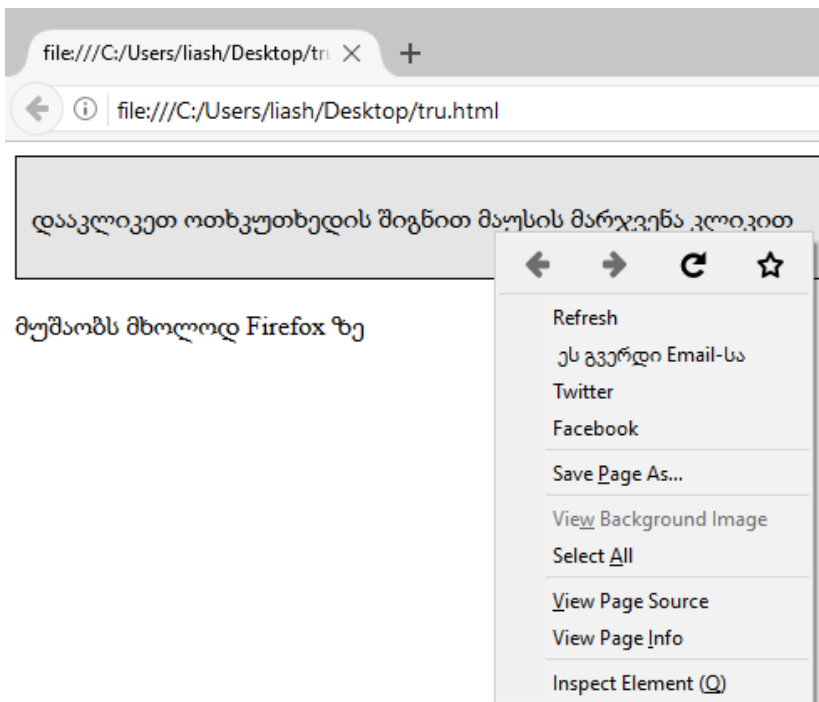 file:///C:/Users/liash/Desktop/tru
file:///C:/Users/liash/Desktop/tru.html
დააკლიკეთ ოთხკუთხედის შიგნით მაუსის მარჯვენა კლიკით
მუშაობს მხოლოდ Firefox ზე
Refresh
ეს გვერდი Email-სა
Twitter
Facebook
Save Page As...
View Background Image
Select All
View Page Source
View Page Info
Inspect Element (Q)